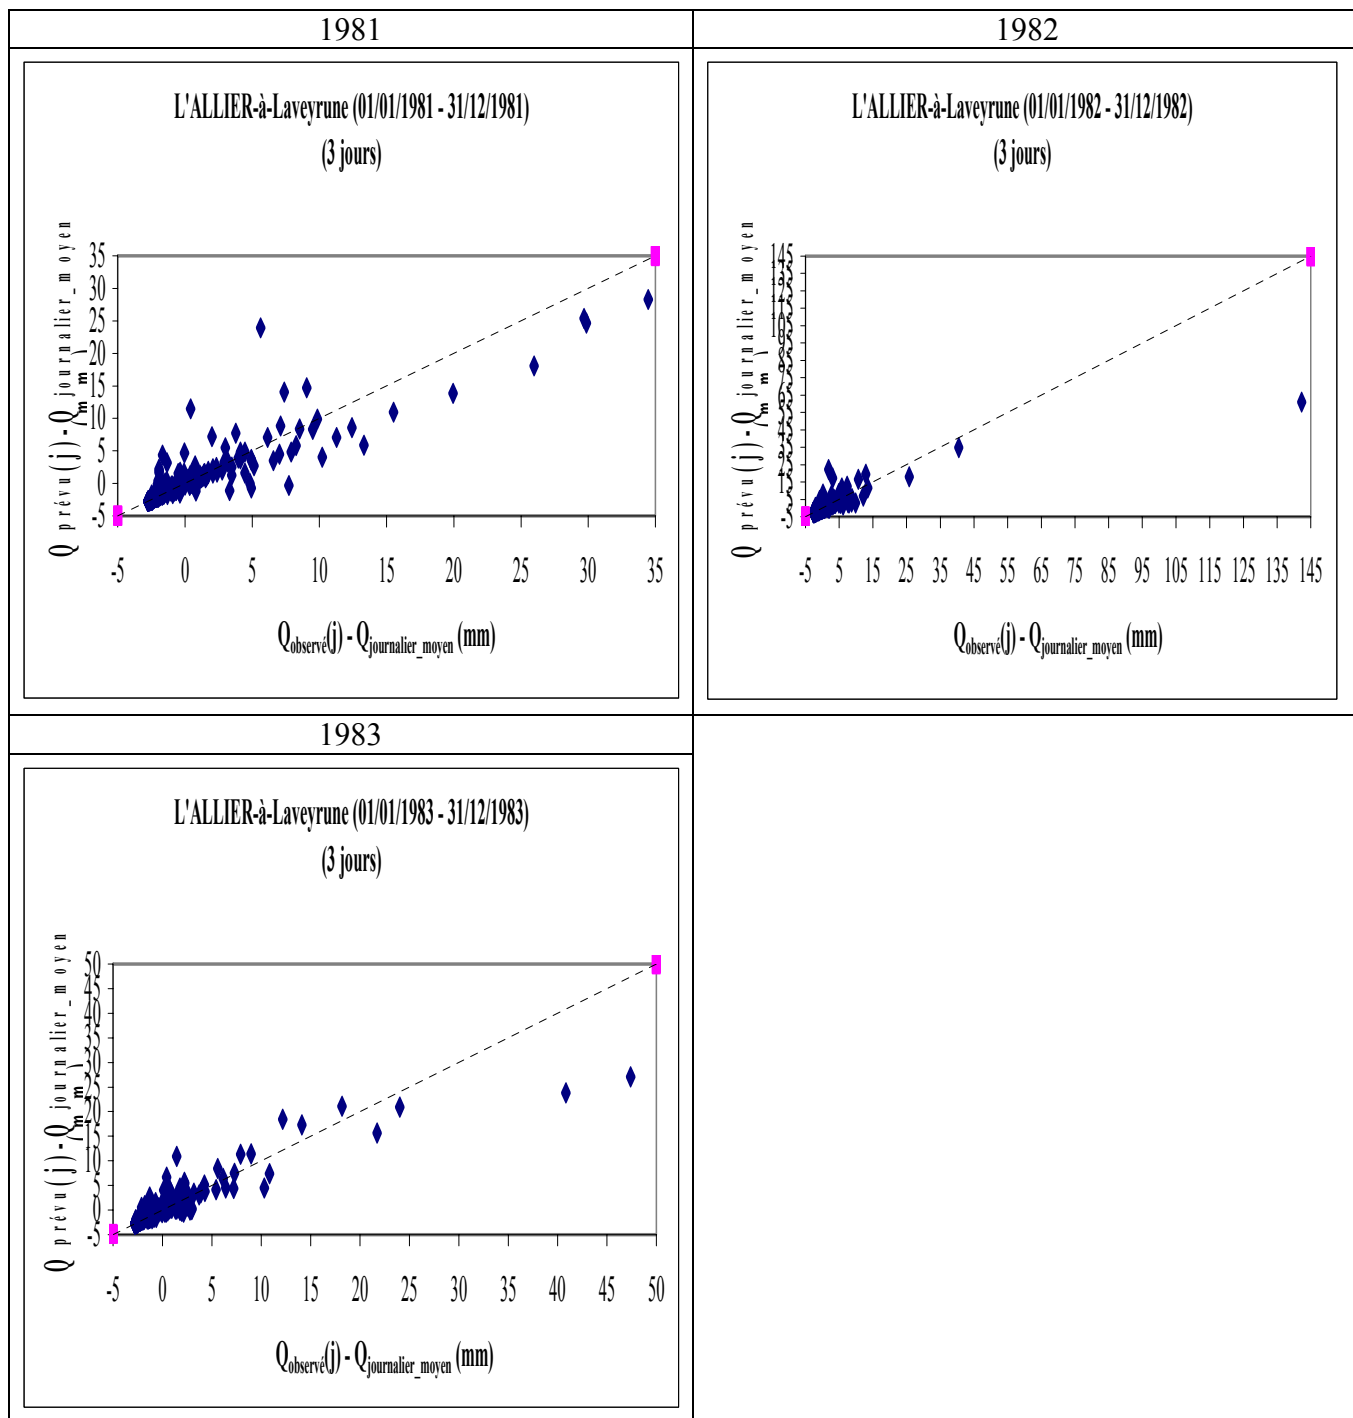 1981
1982
L'ALLIER-à-Laveyrune (01/01/1981 - 31/12/1981)
(3 jours)
Q prévu(j) - Q journalier_moyen
(mm)
35
30
25
20
15
10
5
0
-5
-5 0 5 10 15 20 25 30 35
Qobservé(j) - Qjournalier_moyen (mm)
L'ALLIER-à-Laveyrune (01/01/1982 - 31/12/1982)
(3 jours)
Q prévu(j) - Q journalier_moyen
(mm)
145
25
15
5
-5
-5 5 15 25 35 45 55 65 75 85 95 105 115 125 135 145
Qobservé(j) - Qjournalier_moyen (mm)
1983
L'ALLIER-à-Laveyrune (01/01/1983 - 31/12/1983)
(3 jours)
Q prévu(j) - Q journalier_moyen
(mm)
50
45
40
35
30
25
20
15
10
5
0
-5
-5 0 5 10 15 20 25 30 35 40 45 50
Qobservé(j) - Qjournalier_moyen (mm)